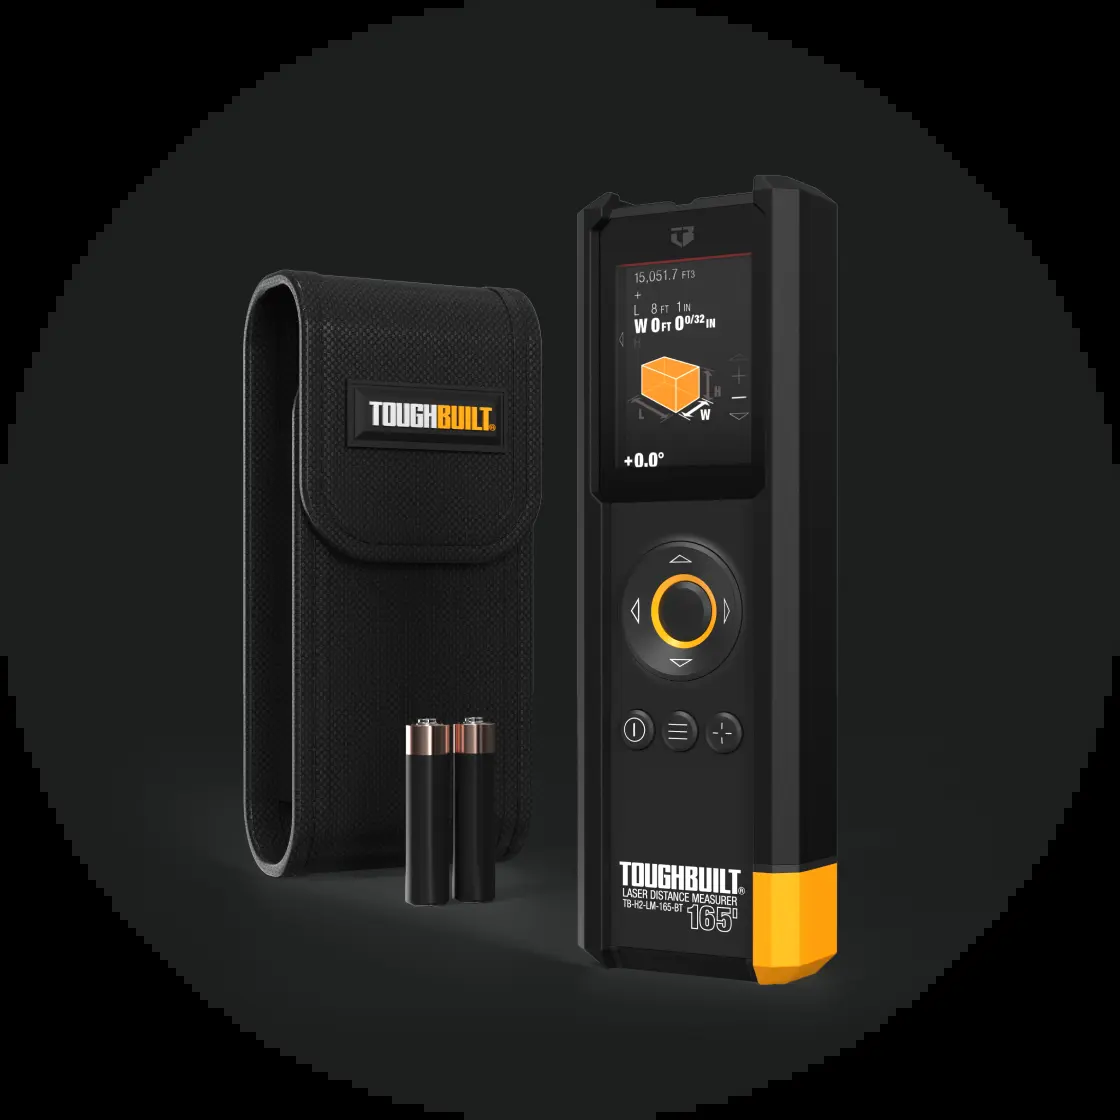 TOUGHBUILT®
15,051.7 FT3
+
L 8 FT 1 IN
W 0 FT 0 0/32 IN
H
H
L W
+0.0°
TOUGHBUILT®
LASER DISTANCE MEASURER
TB-H2-LM-165-BT 165'